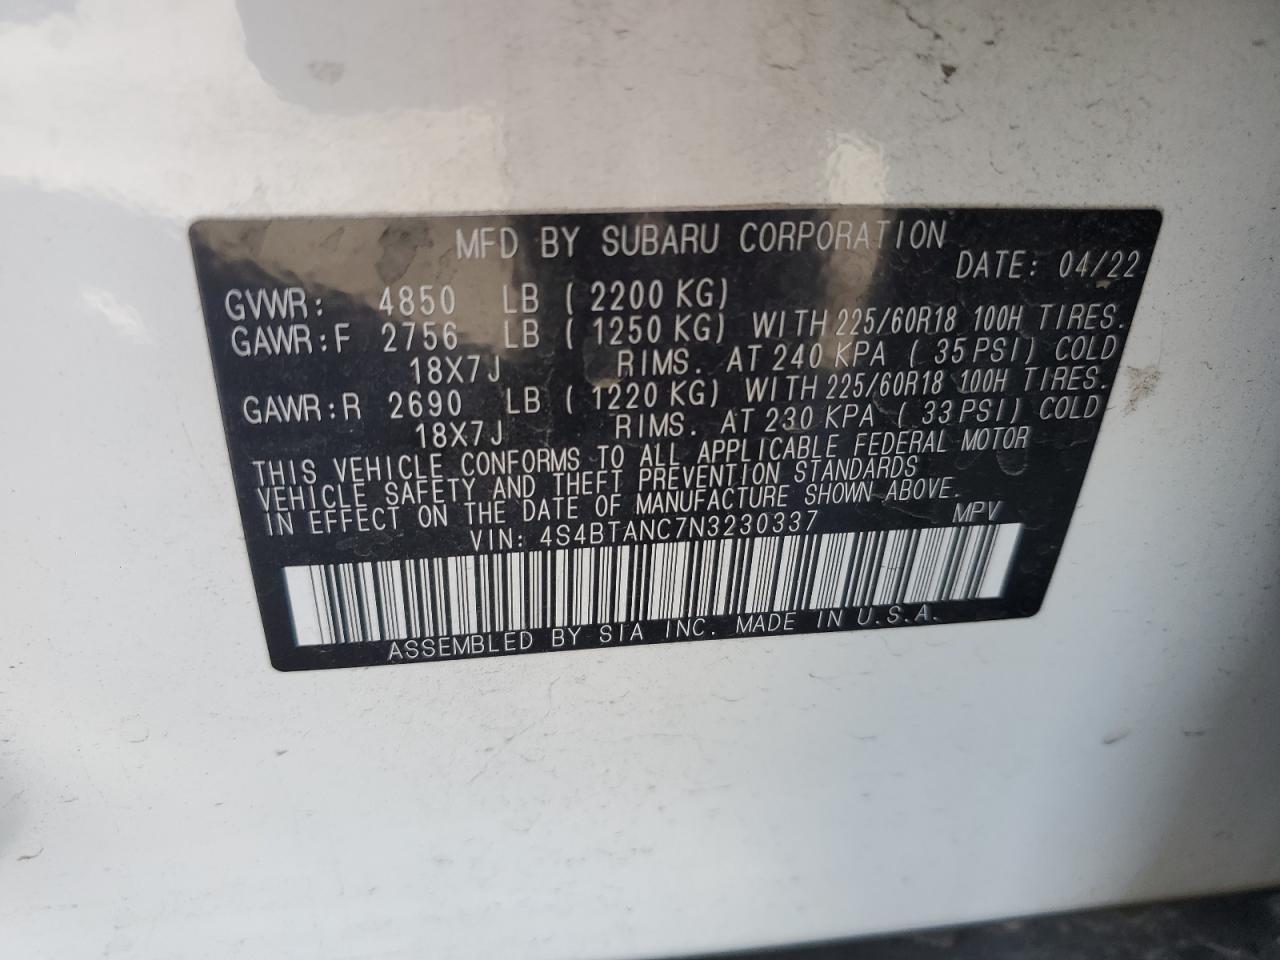 MFD BY SUBARU CORPORATION
DATE: 04/22
GVWR: 4850 LB ( 2200 KG)
GAWR:F 2756 LB ( 1250 KG) WITH 225/60R18 100H TIRES.
18X7J RIMS. AT 240 KPA ( 35 PSI) COLD
GAWR:R 2690 LB ( 1220 KG) WITH 225/60R18 100H TIRES.
18X7J RIMS. AT 230 KPA ( 33 PSI) COLD
THIS VEHICLE CONFORMS TO ALL APPLICABLE FEDERAL MOTOR
VEHICLE SAFETY AND THEFT PREVENTION STANDARDS
IN EFFECT ON THE DATE OF MANUFACTURE SHOWN ABOVE.
VIN: 4S4BTANC7N3230337 MPV
ASSEMBLED BY SIA INC. MADE IN U.S.A.